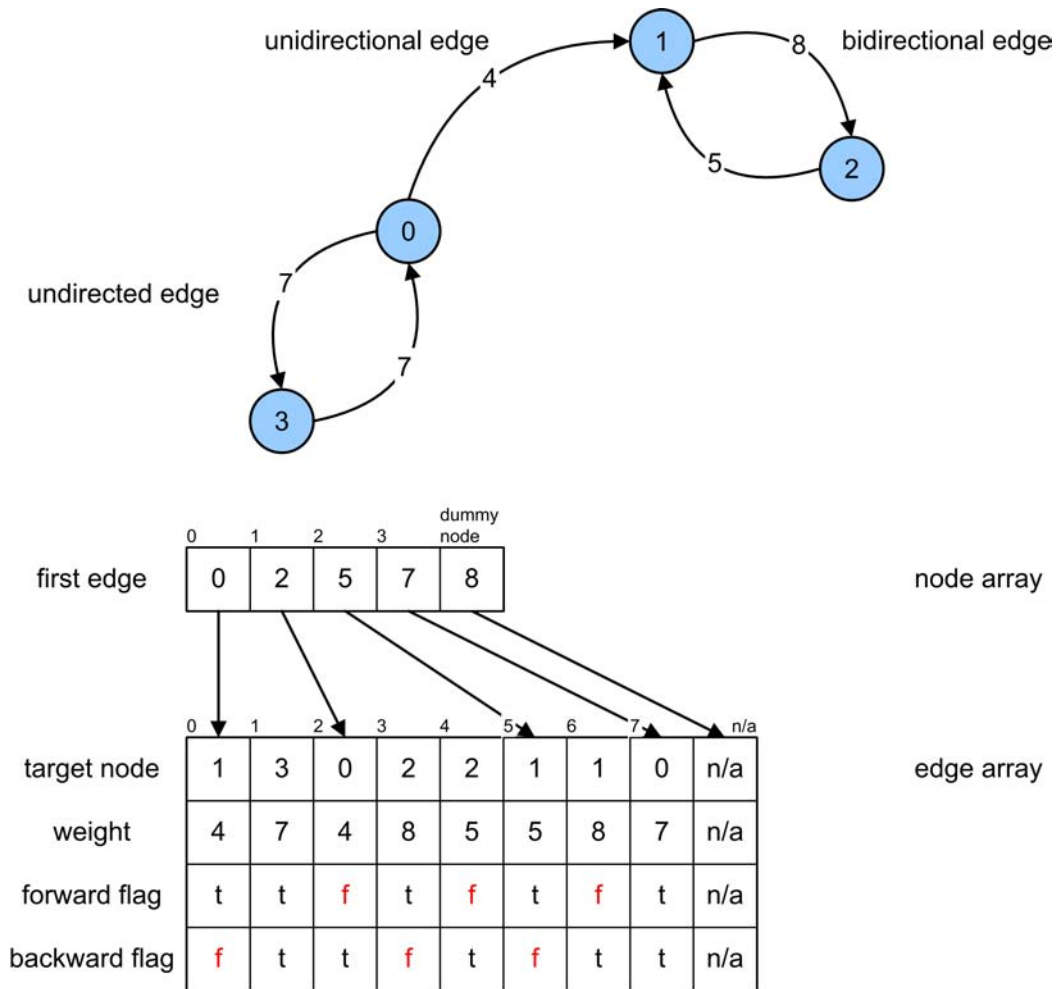 unidirectional edge
1
8
bidirectional edge
4
5
2
0
7
undirected edge
7
3
0 1 2 3 dummy node
first edge 0 2 5 7 8 node array
0 1 2 3 4 5 6 7 n/a
target node 1 3 0 2 2 1 1 0 n/a edge array
weight 4 7 4 8 5 5 8 7 n/a
forward flag t t f t f t f t n/a
backward flag f t t f t f t t n/a